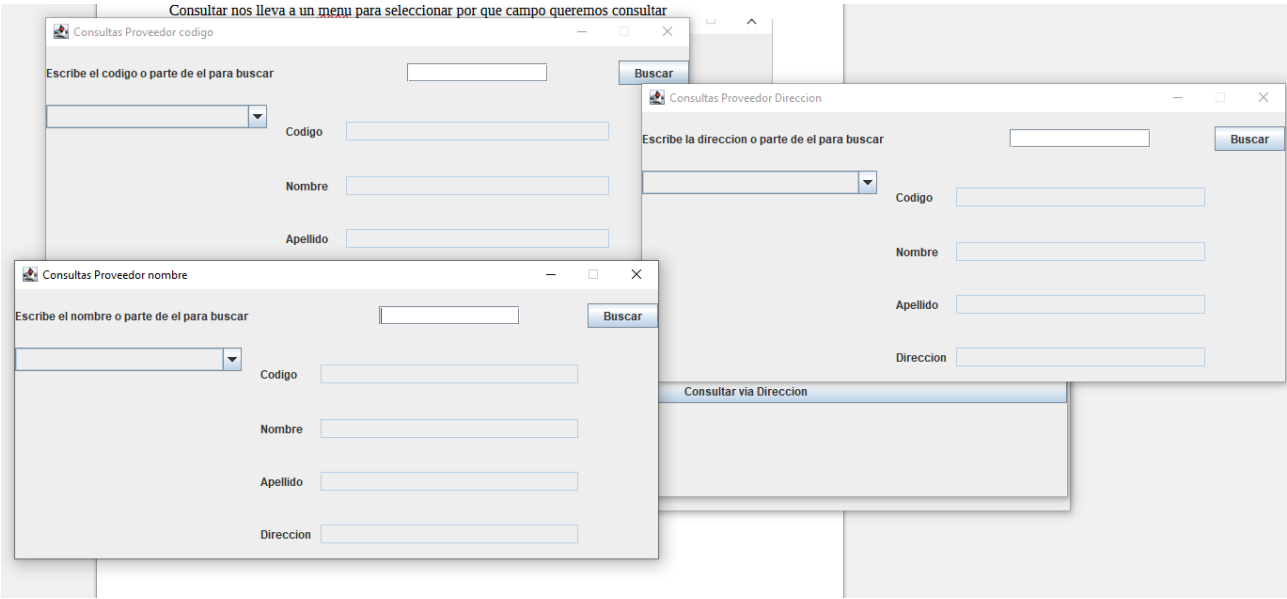 Consultar nos lleva a un menu para seleccionar por que campo queremos consultar
Consultas Proveedor codigo
Escribe el codigo o parte de el para buscar
Buscar
Codigo
Nombre
Apellido
Consultas Proveedor Direccion
Escribe la direccion o parte de el para buscar
Buscar
Codigo
Nombre
Apellido
Direccion
Consultas Proveedor nombre
Escribe el nombre o parte de el para buscar
Buscar
Codigo
Nombre
Apellido
Direccion
Consultar via Direccion